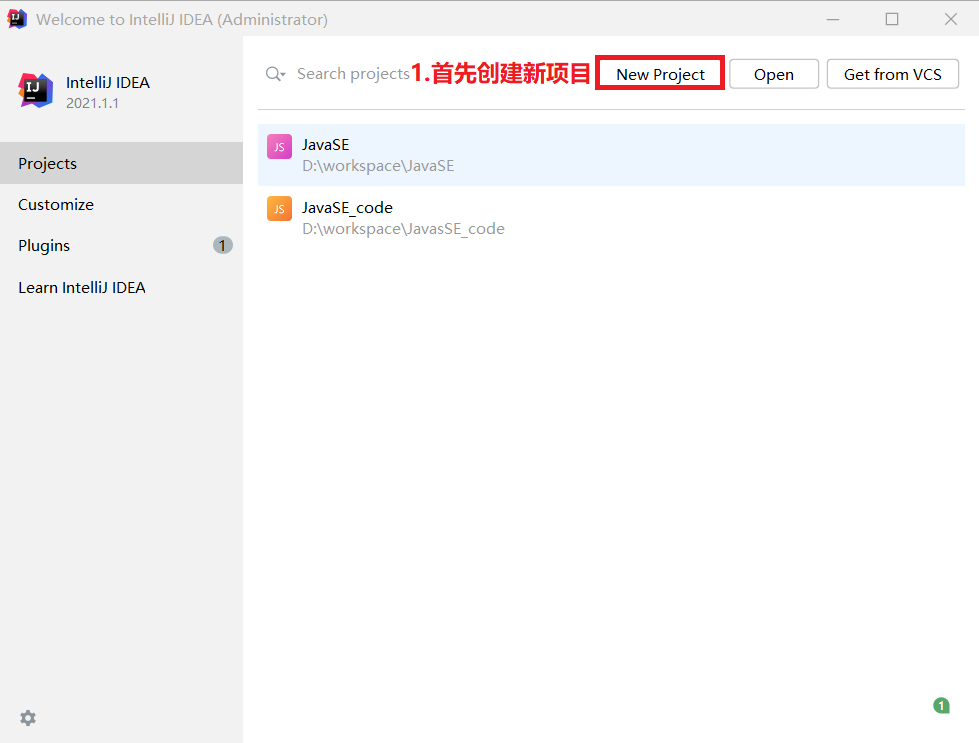 Welcome to IntelliJ IDEA (Administrator)
IJ
IntelliJ IDEA
2021.1.1
Search projects 1.首先创建新项目 New Project Open Get from VCS
Projects
Customize
Plugins 1
Learn IntelliJ IDEA
JS JavaSE
D:\workspace\JavaSE
JS JavaSE_code
D:\workspace\JavasSE_code
1